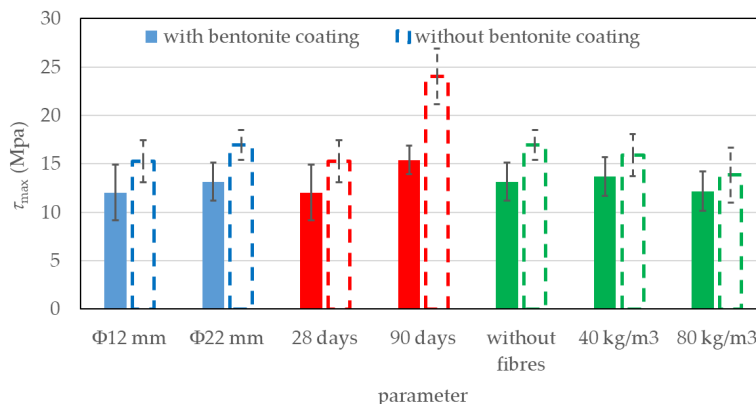 30
with bentonite coating without bentonite coating
25
20
15
10
5
0
τmax (Mpa)
Φ12 mm Φ22 mm 28 days 90 days without fibres 40 kg/m3 80 kg/m3
parameter